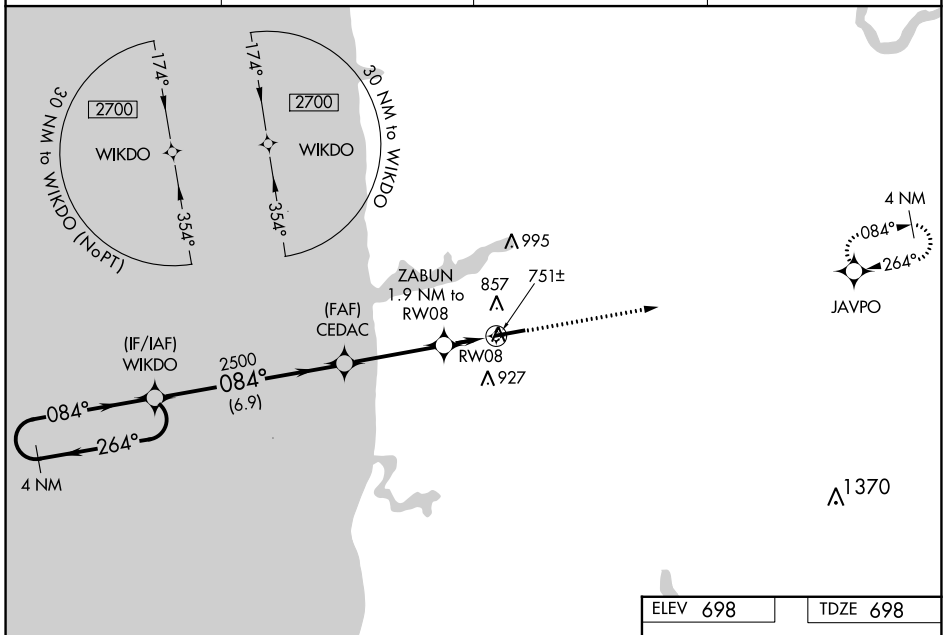 174°
2700
WIKDO
354°
30 NM to WIKDO (NoPT)
174°
2700
WIKDO
354°
30 NM to WIKDO
995
4 NM
084°
264°
JAVPO
ZABUN
1.9 NM to
RW08
857
751±
(FAF)
CEDAC
RW08
927
(IF/IAF)
WIKDO
2500
084°
(6.9)
084°
264°
4 NM
1370
ELEV 698
TDZE 698